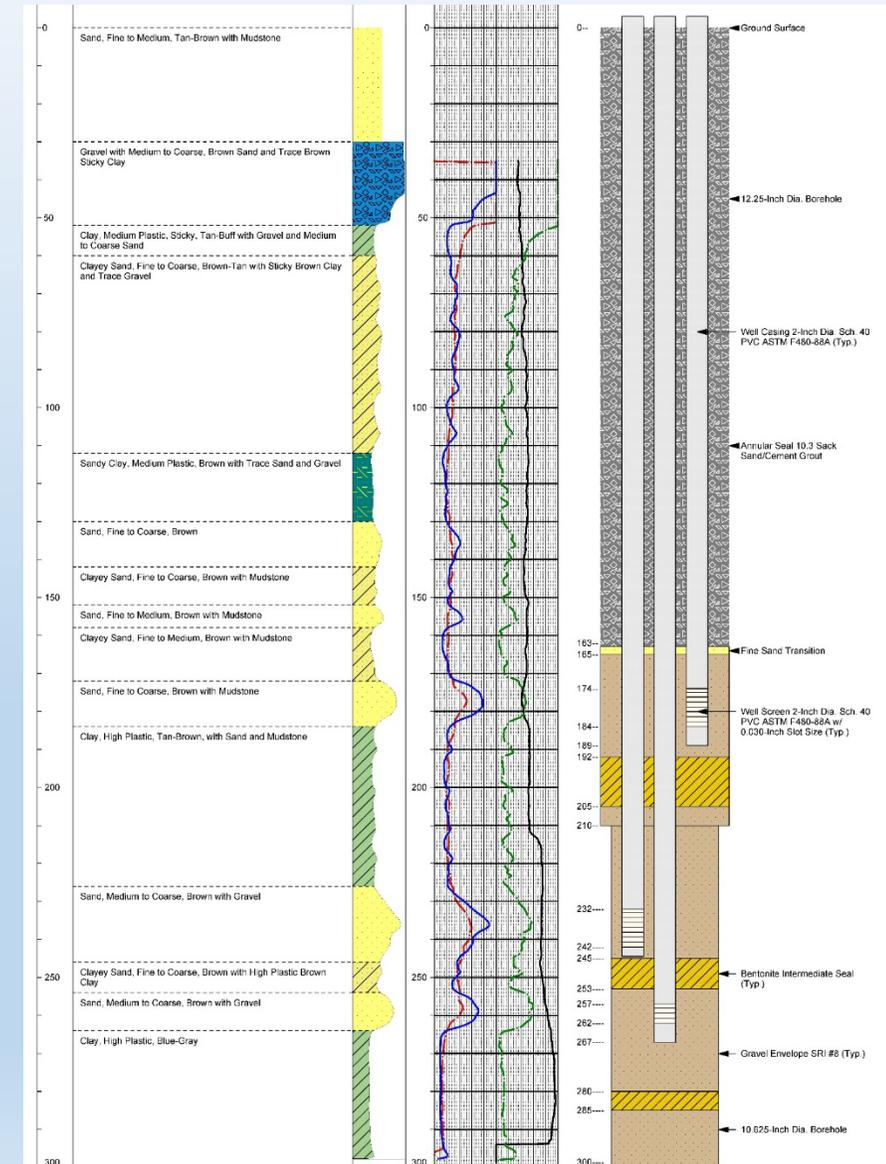 0
Sand, Fine to Medium, Tan-Brown with Mudstone
Gravel with Medium to Coarse, Brown Sand and Trace Brown
Sticky Clay
50
Clay, Medium Plastic, Sticky, Tan-Buff with Gravel and Medium
to Coarse Sand
Clayey Sand, Fine to Coarse, Brown-Tan with Sticky Brown Clay
and Trace Gravel
100
Sandy Clay, Medium Plastic, Brown with Trace Sand and Gravel
Sand, Fine to Coarse, Brown
Clayey Sand, Fine to Coarse, Brown with Mudstone
150
Sand, Fine to Medium, Brown with Mudstone
Clayey Sand, Fine to Medium, Brown with Mudstone
Sand, Fine to Coarse, Brown with Mudstone
Clay, High Plastic, Tan-Brown, with Sand and Mudstone
200
Sand, Medium to Coarse, Brown with Gravel
Clayey Sand, Fine to Coarse, Brown with High Plastic Brown
Clay
250
Sand, Medium to Coarse, Brown with Gravel
Clay, High Plastic, Blue-Gray
300
0
50
100
150
200
250
300
0--
163--
165--
174----
184----
189--
192---
205---
210--
232----
242----
245----
253----
257----
262----
267----
280----
285----
300----
Ground Surface
12.25-Inch Dia. Borehole
Well Casing 2-Inch Dia. Sch. 40
PVC ASTM F480-88A (Typ.)
Annular Seal 10.3 Sack
Sand/Cement Grout
Fine Sand Transition
Well Screen 2-Inch Dia. Sch. 40
PVC ASTM F480-88A w/
0.030-Inch Slot Size (Typ.)
Bentonite Intermediate Seal
(Typ.)
Gravel Envelope SRI #8 (Typ.)
10.625-Inch Dia. Borehole